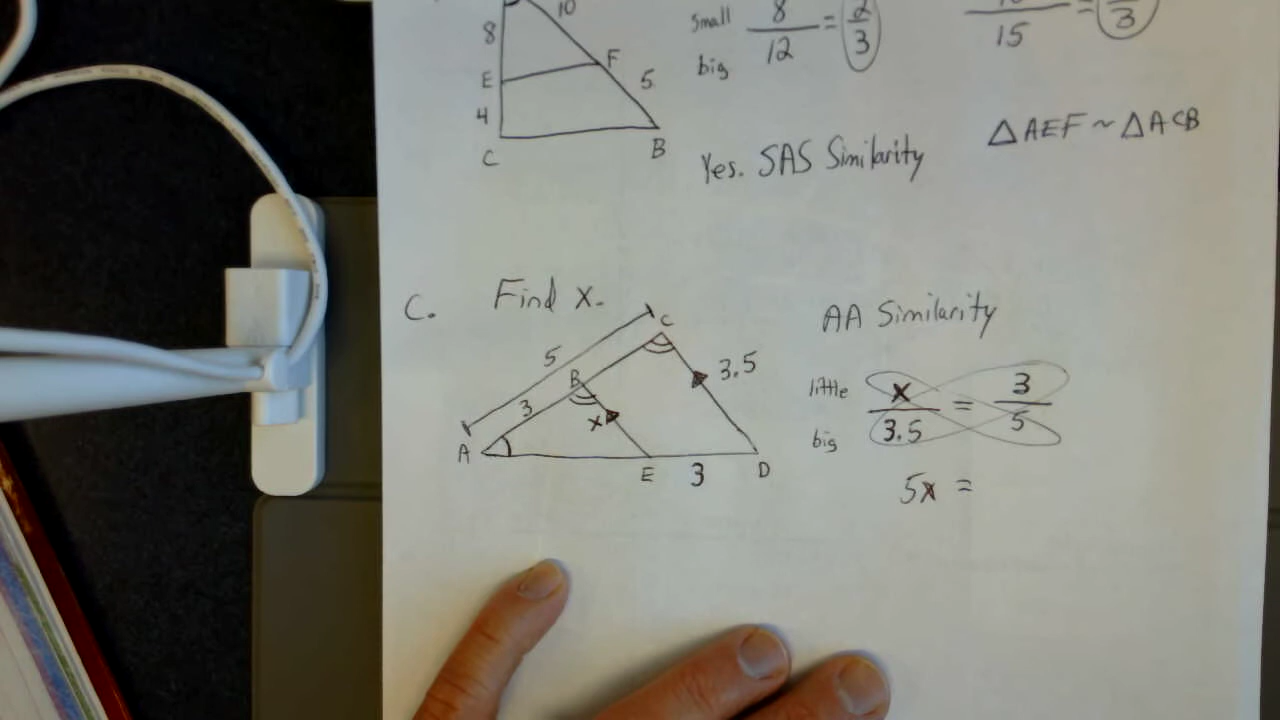 8
10
E
F
5
4
C
B
small 8/12 = 2/3
big
15 = 3
△AEF ~ △ACB
Yes. SAS Similarity
C. Find x.
AA Similarity
C
5
B
3
x
3.5
A
E
3
D
little x/3.5 = 3/5
big
5x =